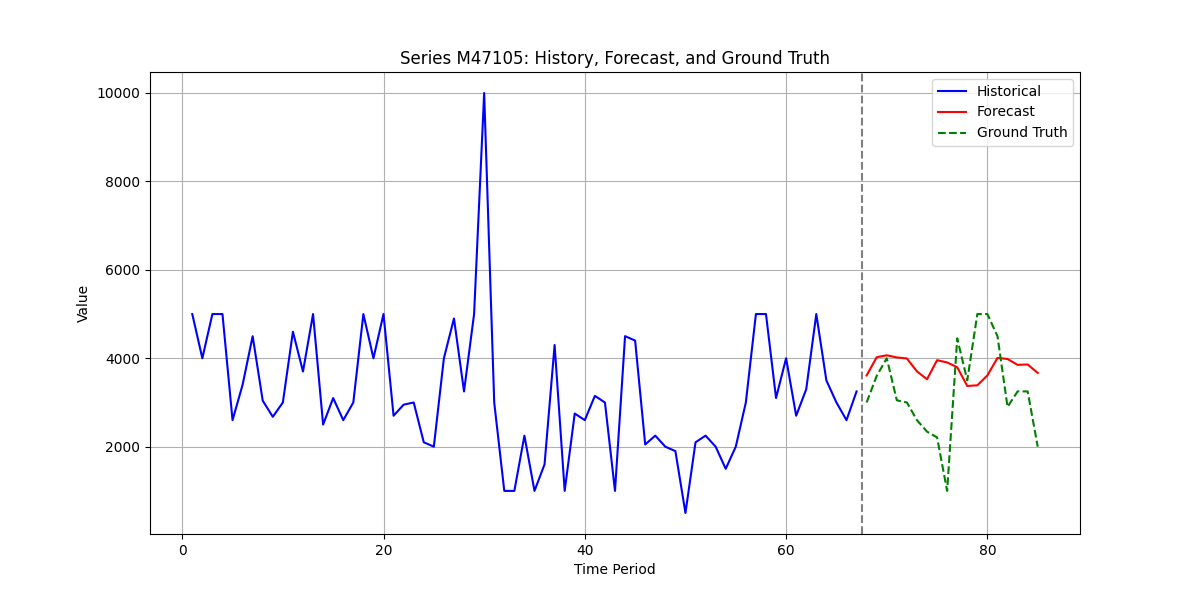 Series M47105: History, Forecast, and Ground Truth
Historical
Forecast
Ground Truth
10000
8000
6000
4000
2000
Value
0
20
40
60
80
Time Period